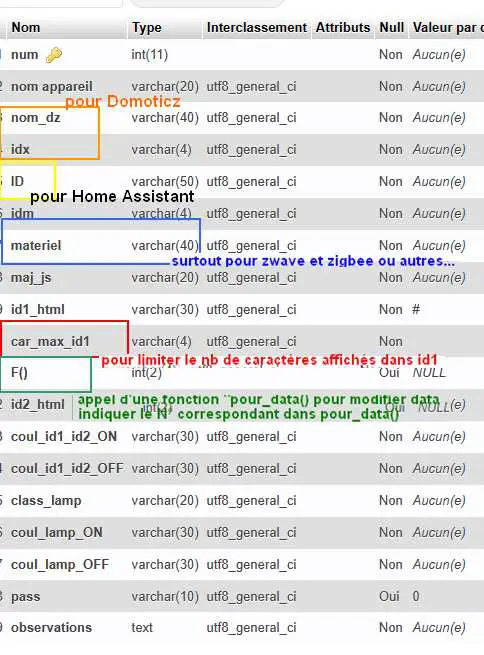 Nom Type Interclassement Attributs Null Valeur par
num int(11) Non Aucun(e)
nom appareil varchar(20) utf8_general_ci Non Aucun(e)
pour Domoticz
nom_dz varchar(40) utf8_general_ci Non Aucun(e)
idx varchar(4) utf8_general_ci Non Aucun(e)
ID varchar(50) utf8_general_ci Non Aucun(e)
pour Home Assistant
idm varchar(4) utf8_general_ci Non Aucun(e)
materiel varchar(40) utf8_general_ci Non Aucun(e)
surtout pour zwave et zigbee ou autres...
maj_js varchar(20) utf8_general_ci Non Aucun(e)
id1_html varchar(30) utf8_general_ci Non #
car_max_id1 varchar(4) utf8_general_ci Non
pour limiter le nb de caractères affichés dans id1
F() int(2) Oui NULL
appel d'une fonction "pour_data() pour modifier data
id2_html int(2) Oui NULL
indiquer le N° correspondant dans pour_data()
coul_id1_id2_ON varchar(30) utf8_general_ci Non Aucun(e)
coul_id1_id2_OFF varchar(30) utf8_general_ci Non Aucun(e)
class_lamp varchar(20) utf8_general_ci Non Aucun(e)
coul_lamp_ON varchar(30) utf8_general_ci Non Aucun(e)
coul_lamp_OFF varchar(30) utf8_general_ci Non Aucun(e)
pass varchar(10) utf8_general_ci Oui 0
observations text utf8_general_ci Non Aucun(e)